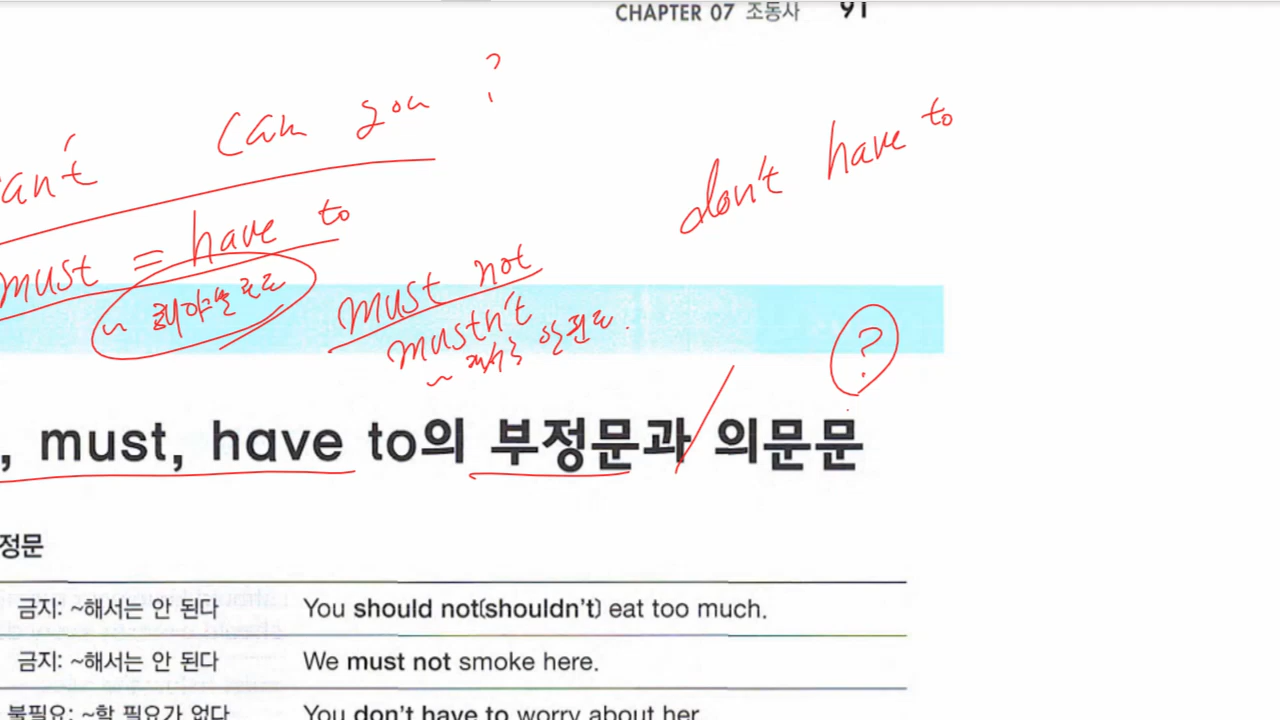 CHAPTER 07 조동사 91
can't can you ?
don't have to
must = have to
~ 해야만 한다
must not
mustn't
~ 해서는 안 된다.
?
, must, have to의 부정문과 의문문
정문
금지: ~해서는 안 된다 You should not(shouldn't) eat too much.
금지: ~해서는 안 된다 We must not smoke here.
불필요: ~할 필요가 없다 You don't have to worry about her.